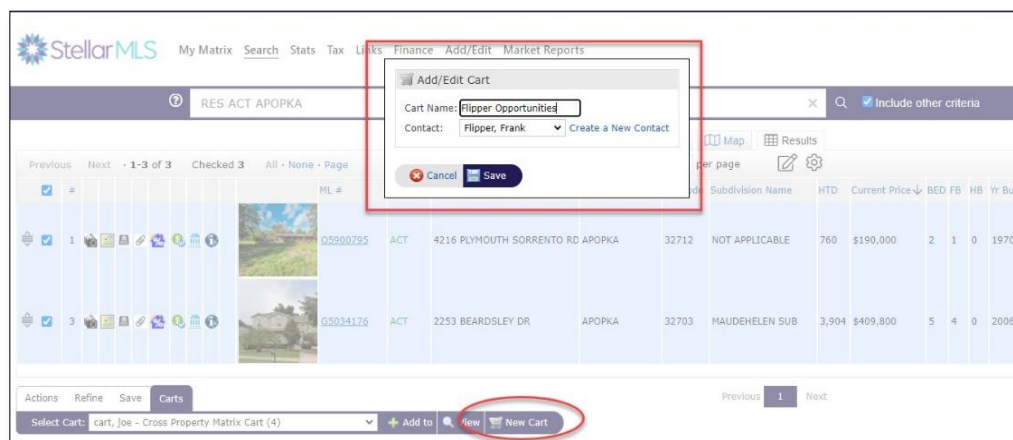 StellarMLS My Matrix Search Stats Tax Links Finance Add/Edit Market Reports
Add/Edit Cart
Cart Name: Flipper Opportunities
Contact: Flipper, Frank Create a New Contact
Cancel Save
RES ACT APOPKA Include other criteria
Map Results
Previous Next · 1-3 of 3 Checked 3 All · None · Page per page
# ML # Subdivision Name HTD Current Price BED FB HB
1 O5900795 ACT 4216 PLYMOUTH SORRENTO RD APOPKA 32712 NOT APPLICABLE 760 $190,000 2 1 0 1970
3 G5034176 ACT 2253 BEARDSLEY DR APOPKA 32703 MAUDEHELEN SUB 3,904 $409,800 5 4 0 2006
Actions Refine Save Carts Previous 1 Next
Select Cart: cart, joe - Cross Property Matrix Cart (4) Add to View New Cart